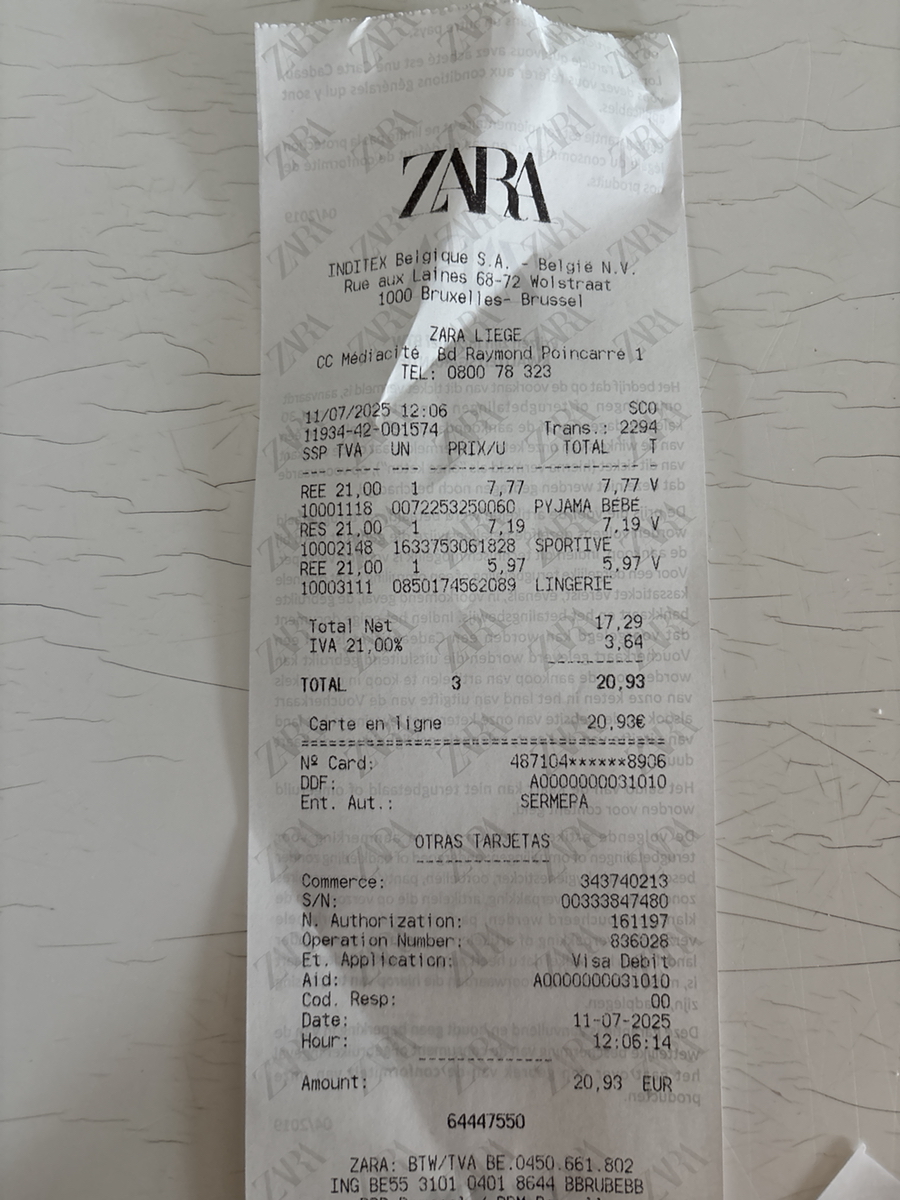 ZARA
INDITEX Belgique S.A. - België N.V.
Rue aux Laines 68-72 Wolstraat
1000 Bruxelles- Brussel
ZARA LIEGE
CC Médiacité Bd Raymond Poincarré 1
TEL: 0800 78 323
11/07/2025 12:06 SCO
11934-42-001574 Trans.: 2294
SSP TVA UN PRIX/U TOTAL T
REE 21,00 1 7,77 7,77 V
10001118 0072253250060 PYJAMA BEBE
RES 21,00 1 7,19 7,19 V
10002148 1633753061828 SPORTIVE
REE 21,00 1 5,97 5,97 V
10003111 0850174562089 LINGERIE
Total Net 17,29
IVA 21,00% 3,64
TOTAL 3 20,93
Carte en ligne 20,93€
Nº Card: 487104******8906
DDF: A0000000031010
Ent. Aut.: SERMEPA
OTRAS TARJETAS
Commerce: 343740213
S/N: 00333847480
N. Authorization: 161197
Operation Number: 836028
Et. Application: Visa Debit
Aid: A0000000031010
Cod. Resp: 00
Date: 11-07-2025
Hour: 12:06:14
Amount: 20,93 EUR
64447550
ZARA: BTW/TVA BE.0450.661.802
ING BE55 3101 0401 8644 BBRUBEBB